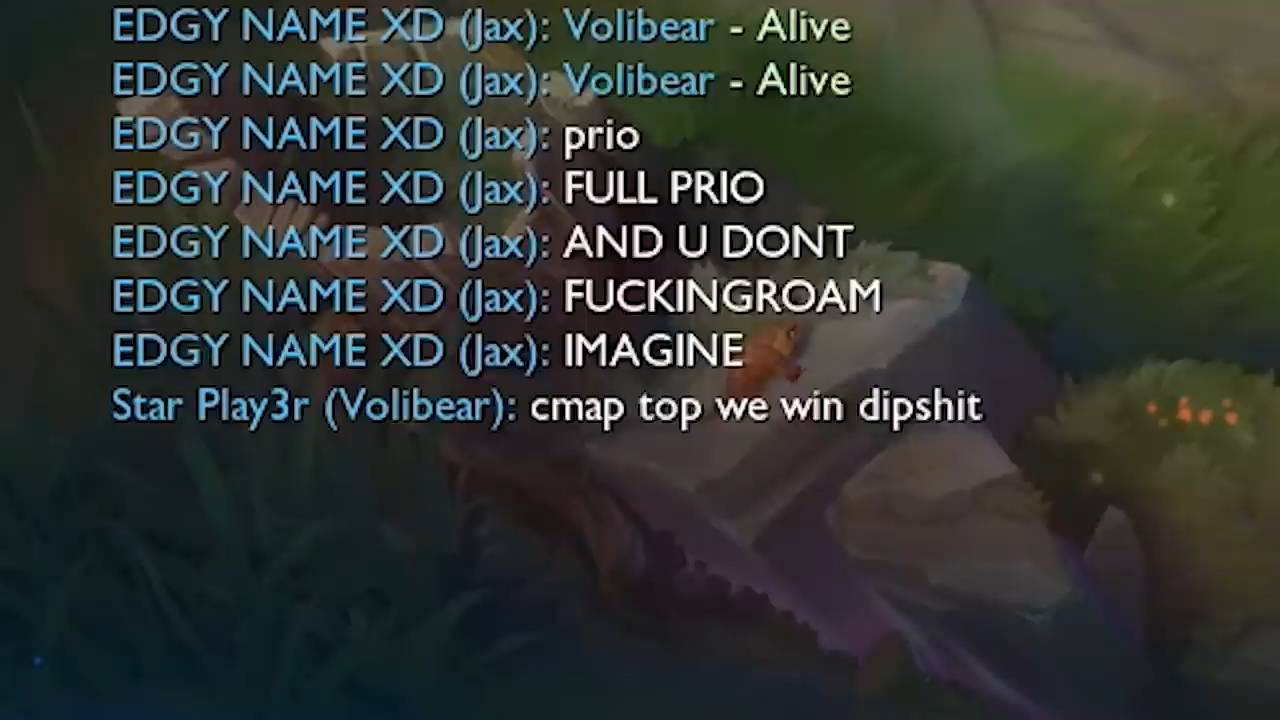 EDGY NAME XD (Jax): Volibear - Alive
EDGY NAME XD (Jax): Volibear - Alive
EDGY NAME XD (Jax): prio
EDGY NAME XD (Jax): FULL PRIO
EDGY NAME XD (Jax): AND U DONT
EDGY NAME XD (Jax): FUCKINGROAM
EDGY NAME XD (Jax): IMAGINE
Star Play3r (Volibear): cmap top we win dipshit